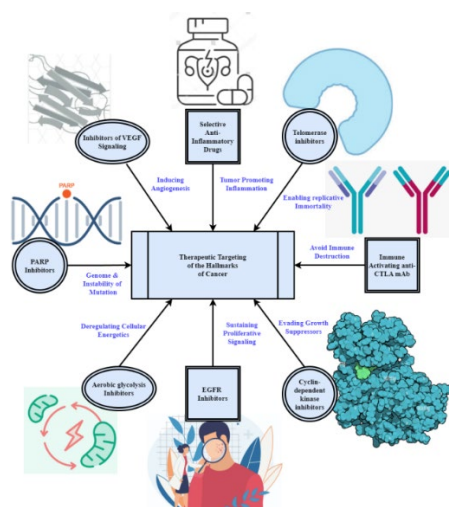 Inhibitors of VEGF
Signaling
Selective
Anti-
Inflammatory
Drugs
Telomerase
inhibitors
Inducing
Angenesis
Tumor Promoting
Inflammation
Enabling replicative
Immortality
PARP
PARP
Inhibitors
Genome &
Instability of
Mutation
Therapeutic Targeting
of the Hallmarks
of Cancer
Avoid Immune
Destruction
Immune
Activating anti-
CTLA mAb
Deregulating Cellular
Energetics
Sustaining
Proliferative
Signaling
Evading Growth
Suppressors
Aerobic glycolysis
Inhibitors
EGFR
Inhibitors
Cyclin-
dependent
kinase
inhibitors